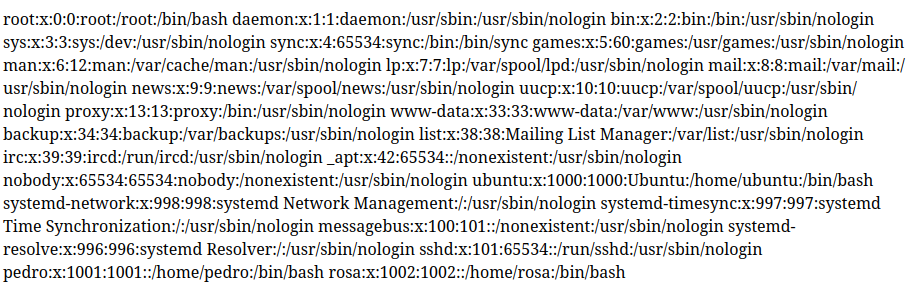 root:x:0:0:root:/root:/bin/bash daemon:x:1:1:daemon:/usr/sbin:/usr/sbin/nologin bin:x:2:2:bin:/bin:/usr/sbin/nologin
sys:x:3:3:sys:/dev:/usr/sbin/nologin sync:x:4:65534:sync:/bin:/bin/sync games:x:5:60:games:/usr/games:/usr/sbin/nologin
man:x:6:12:man:/var/cache/man:/usr/sbin/nologin lp:x:7:7:lp:/var/spool/lpd:/usr/sbin/nologin mail:x:8:8:mail:/var/mail:/
usr/sbin/nologin news:x:9:9:news:/var/spool/news:/usr/sbin/nologin uucp:x:10:10:uucp:/var/spool/uucp:/usr/sbin/
nologin proxy:x:13:13:proxy:/bin:/usr/sbin/nologin www-data:x:33:33:www-data:/var/www:/usr/sbin/nologin
backup:x:34:34:backup:/var/backups:/usr/sbin/nologin list:x:38:38:Mailing List Manager:/var/list:/usr/sbin/nologin
irc:x:39:39:ircd:/run/ircd:/usr/sbin/nologin _apt:x:42:65534::/nonexistent:/usr/sbin/nologin
nobody:x:65534:65534:nobody:/nonexistent:/usr/sbin/nologin ubuntu:x:1000:1000:Ubuntu:/home/ubuntu:/bin/bash
systemd-network:x:998:998:systemd Network Management:/:/usr/sbin/nologin systemd-timesync:x:997:997:systemd
Time Synchronization:/:/usr/sbin/nologin messagebus:x:100:101::/nonexistent:/usr/sbin/nologin systemd-
resolve:x:996:996:systemd Resolver:/:/usr/sbin/nologin sshd:x:101:65534::/run/sshd:/usr/sbin/nologin
pedro:x:1001:1001::/home/pedro:/bin/bash rosa:x:1002:1002::/home/rosa:/bin/bash